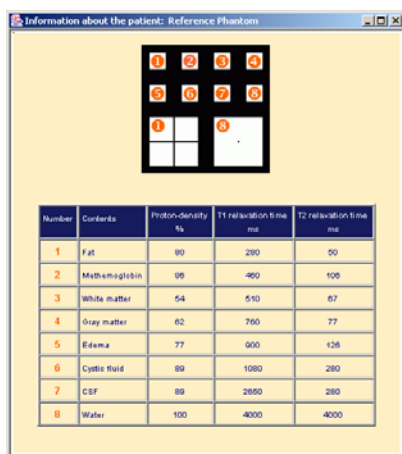 Information about the patient: Reference Phantom
1 2 3 4
5 6 7 8
1 8
Number Contents Proton-density % T1 relaxation time ms T2 relaxation time ms
1 Fat 80 280 50
2 Methemoglobin 96 460 106
3 White matter 54 510 67
4 Gray matter 62 760 77
5 Edema 77 900 126
6 Cystic fluid 89 1080 280
7 CSF 89 2650 280
8 Water 100 4000 4000